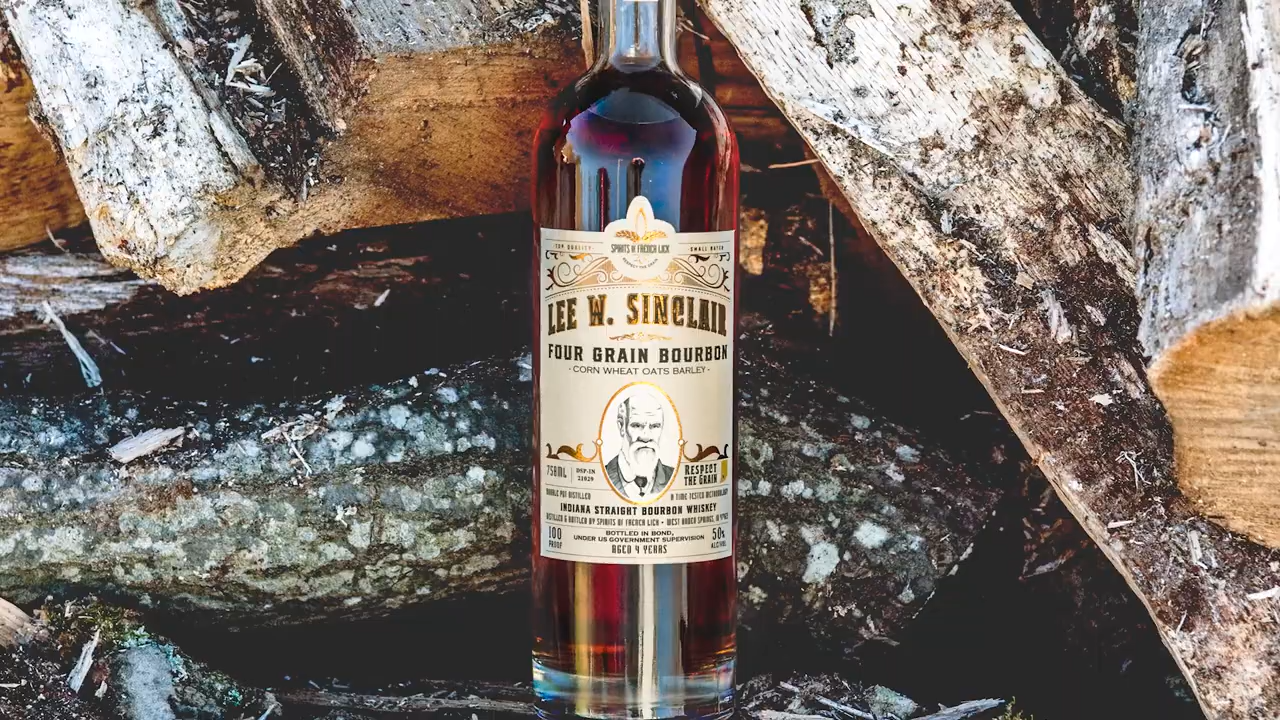 TOP QUALITY
SPIRITS OF FRENCH LICK
SMALL BATCH
RESPECT THE GRAIN
LEE W. SINCLAIR
FOUR GRAIN BOURBON
- CORN WHEAT OATS BARLEY -
750ML
DSP-IN
21029
RESPECT
THE GRAIN
DOUBLE POT DISTILLED
A TIME TESTED METHODOLOGY
INDIANA STRAIGHT BOURBON WHISKEY
DISTILLED & BOTTLED BY SPIRITS OF FRENCH LICK • WEST BADEN SPRINGS, IN 47469
100
PROOF
BOTTLED IN BOND,
UNDER US GOVERNMENT SUPERVISION
50%
ALC/VOL
AGED 4 YEARS